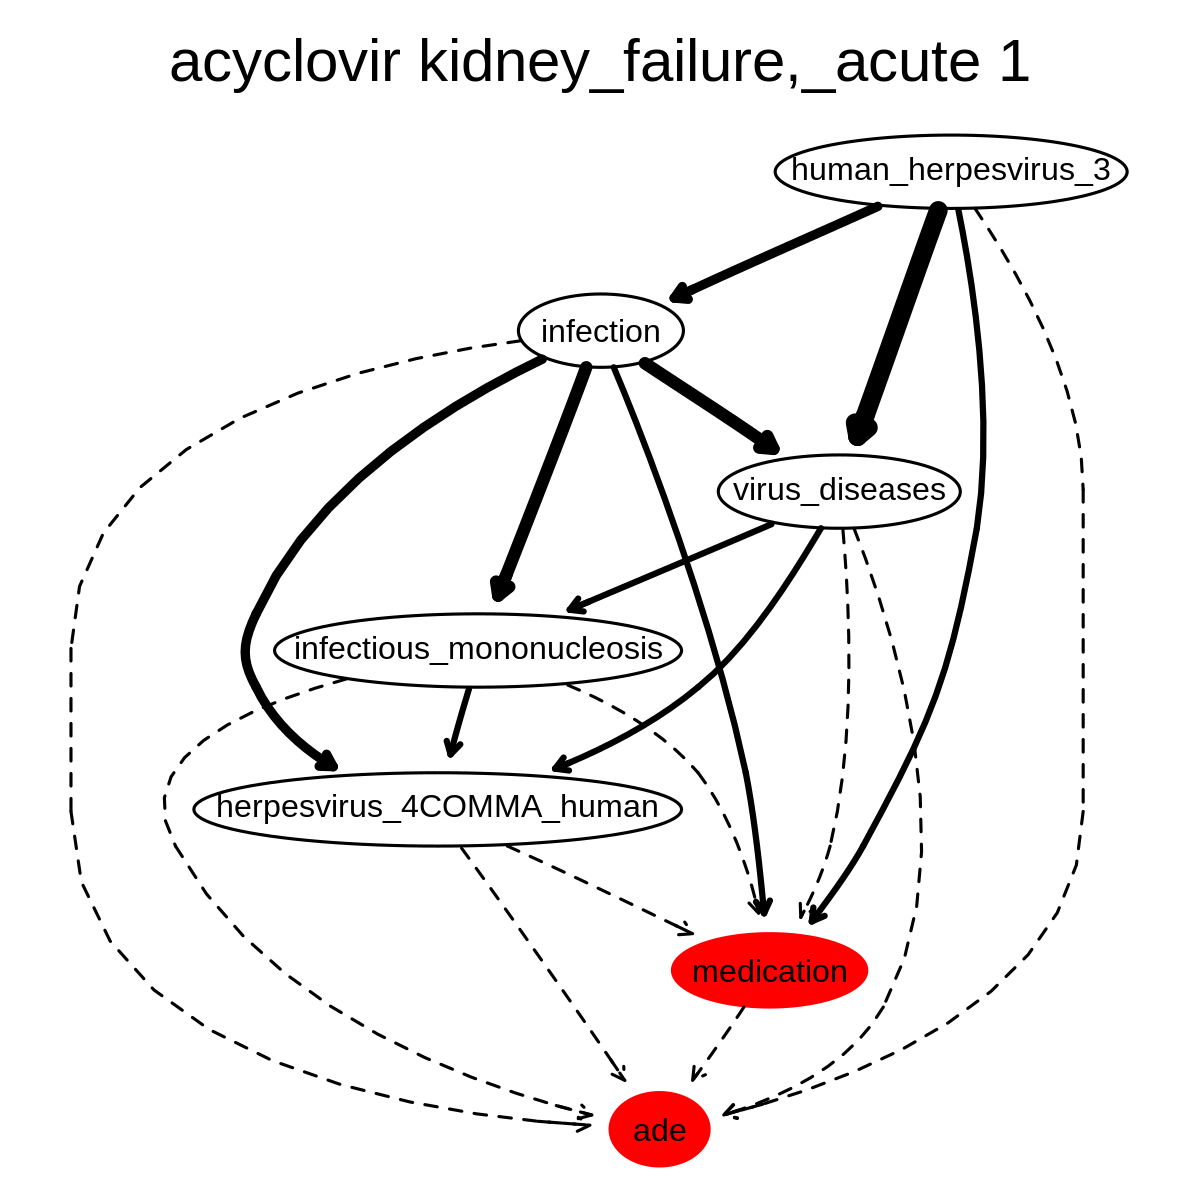 acyclovir kidney_failure,_acute 1
human_herpesvirus_3
infection
virus_diseases
infectious_mononucleosis
herpesvirus_4COMMA_human
medication
ade